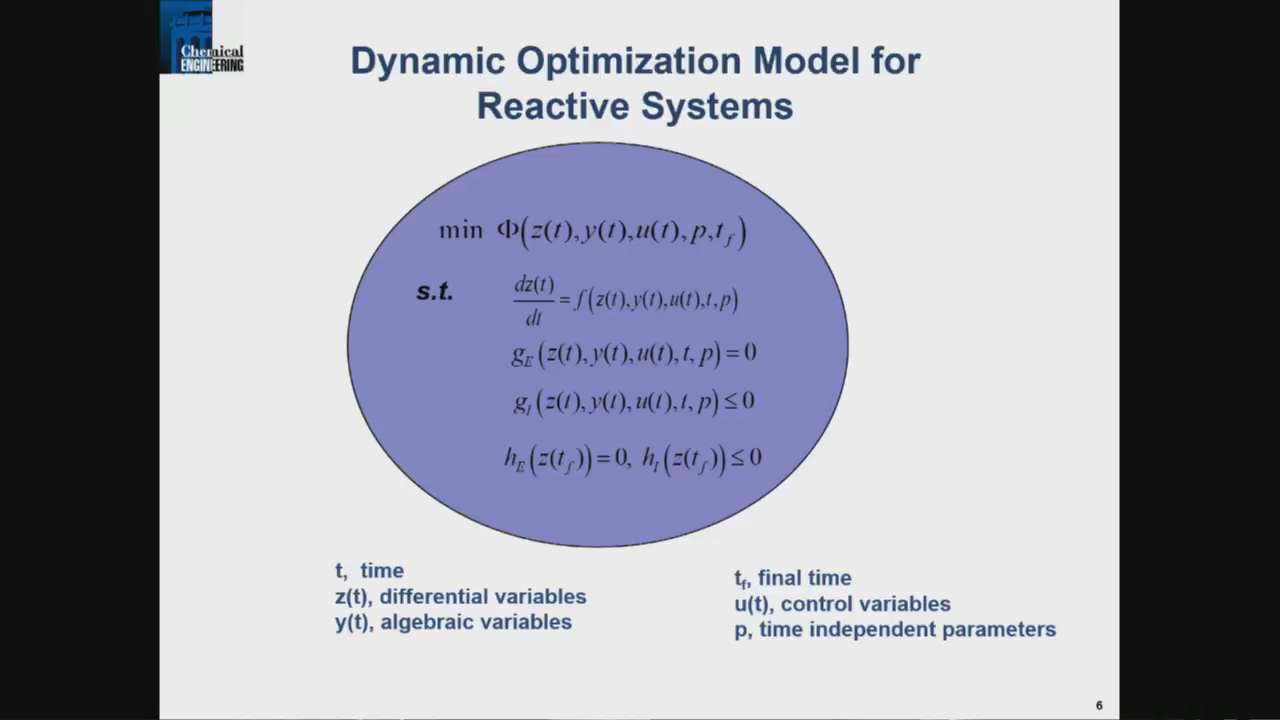 Chemical
ENGINEERING
Dynamic Optimization Model for
Reactive Systems
min Φ(z(t), y(t), u(t), p, t_f)
s.t. dz(t)/dt = f(z(t), y(t), u(t), t, p)
g_E(z(t), y(t), u(t), t, p) = 0
g_I(z(t), y(t), u(t), t, p) ≤ 0
h_E(z(t_f)) = 0, h_I(z(t_f)) ≤ 0
t, time
z(t), differential variables
y(t), algebraic variables
t_f, final time
u(t), control variables
p, time independent parameters
6